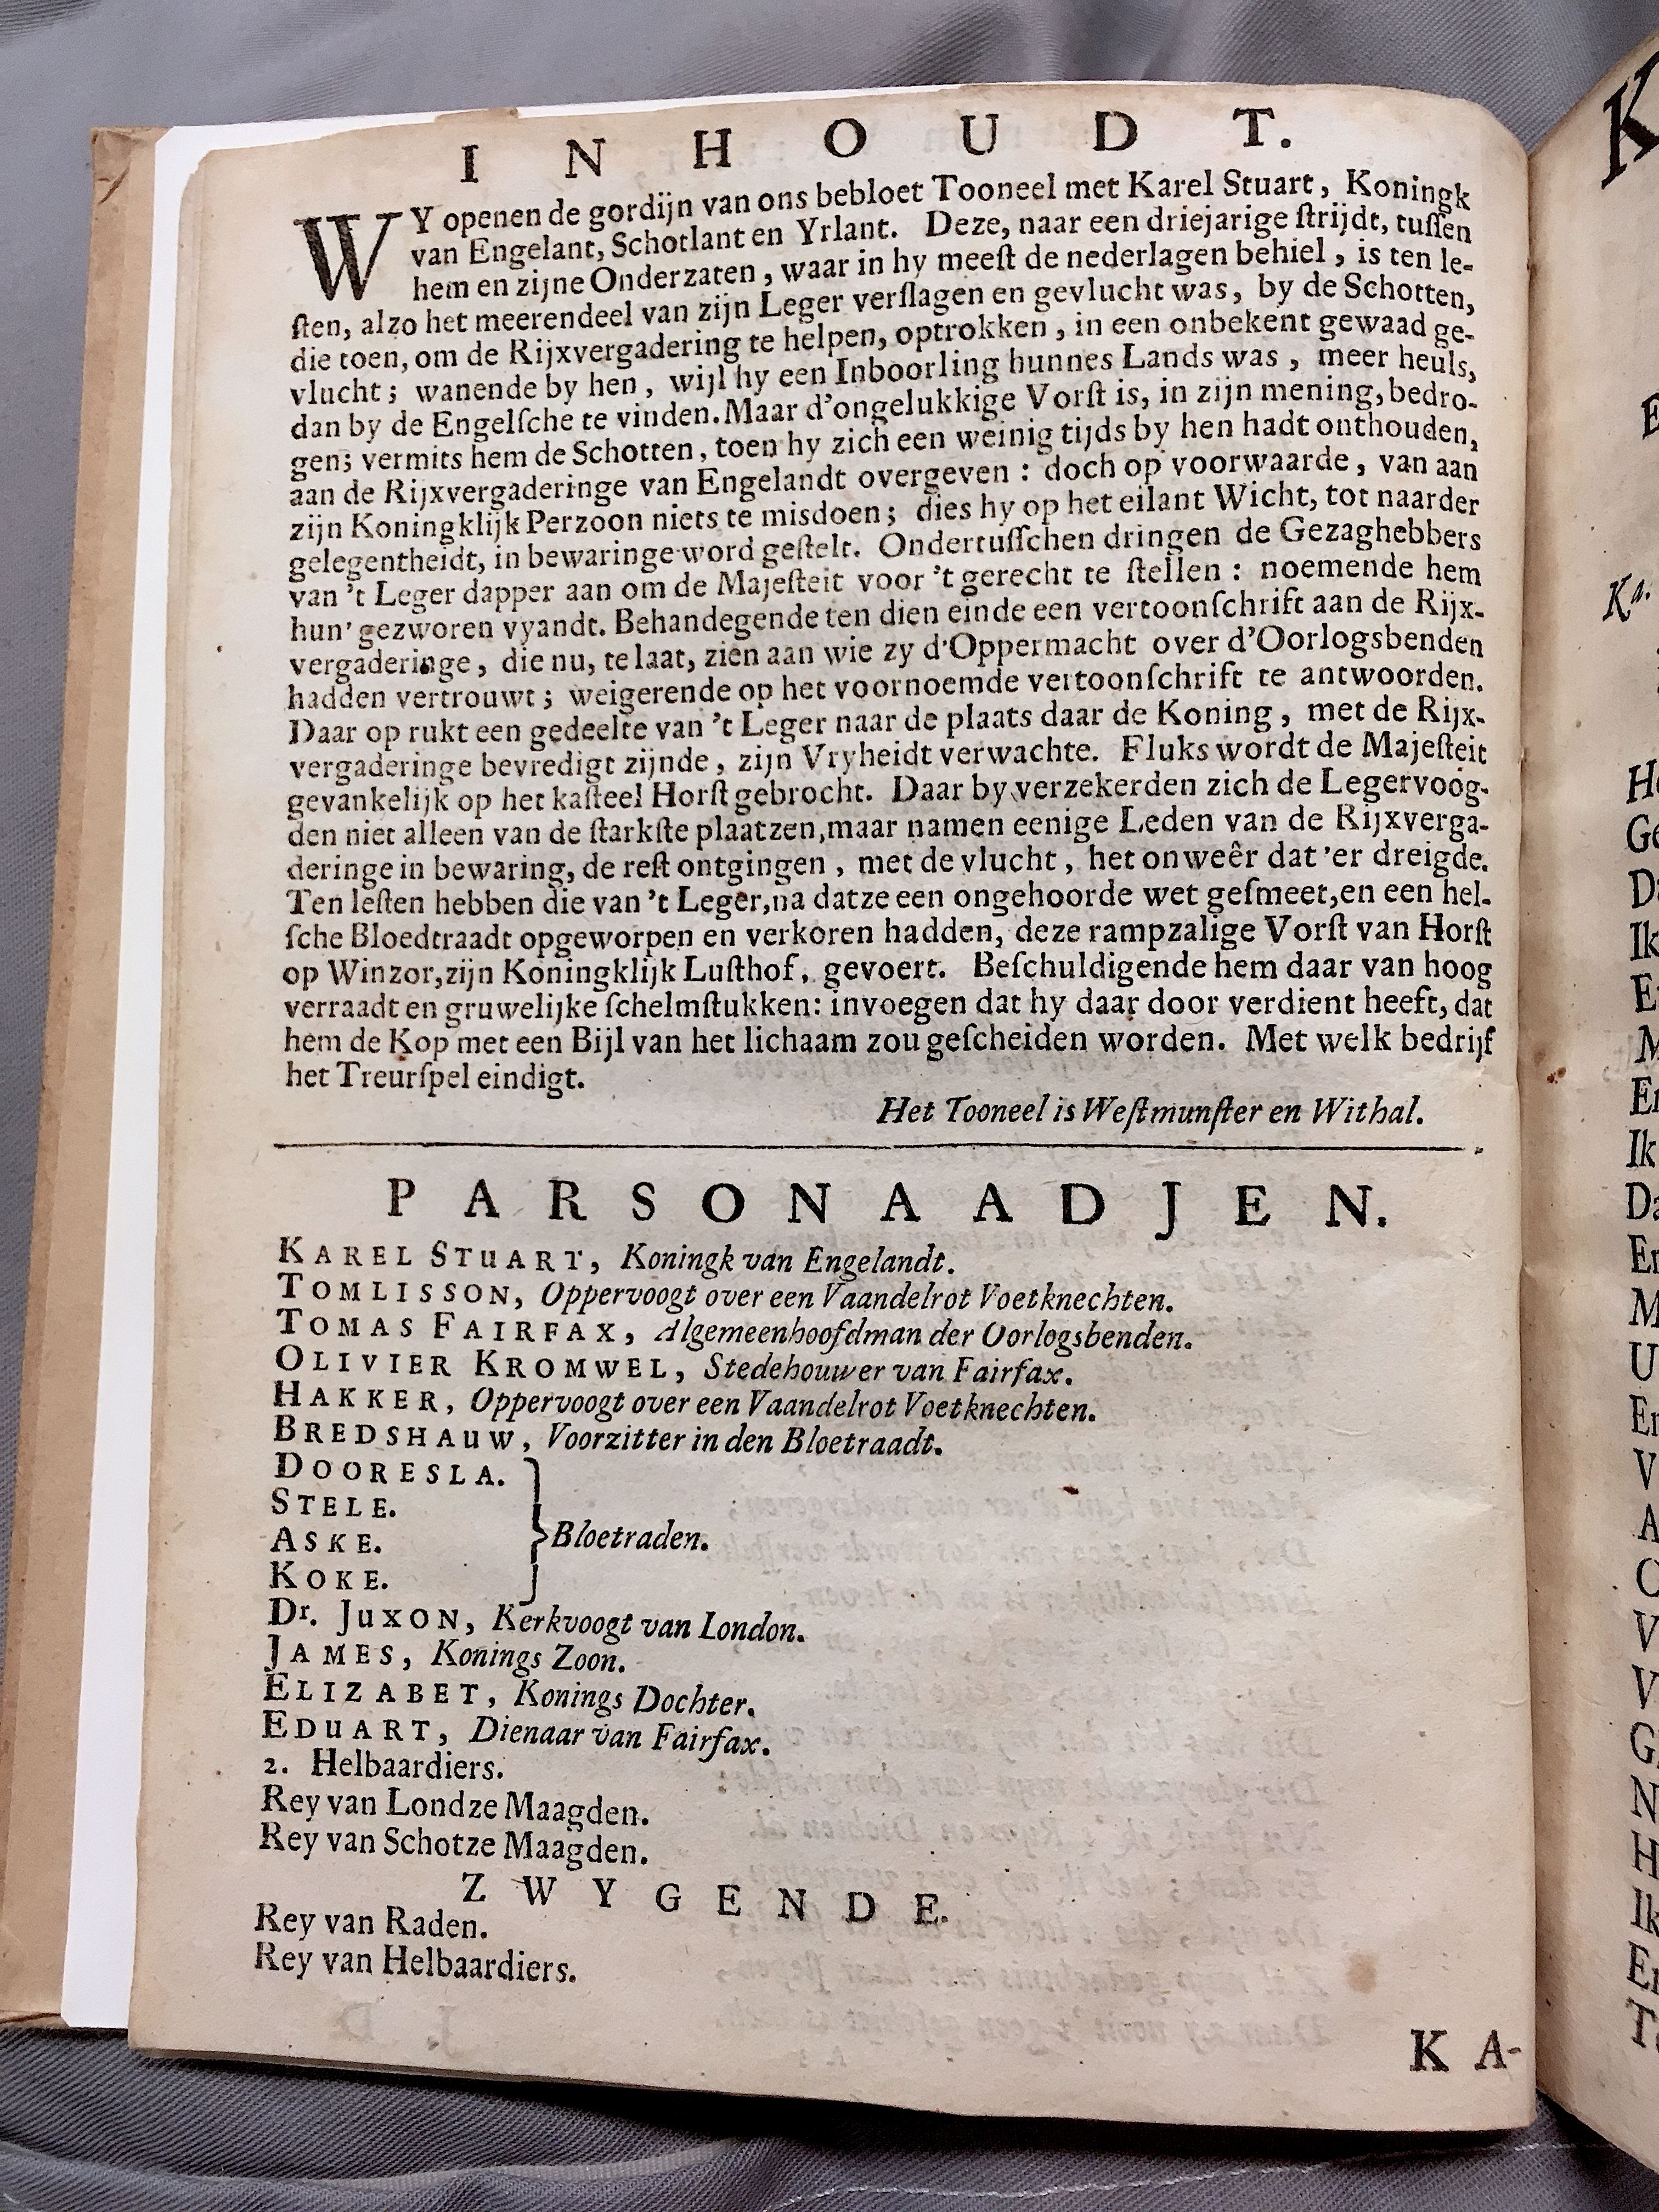 INHOUDT.
WY openen de gordijn van ons bebloet Tooneel met Karel Stuart, Koningk
van Engelant, Schotlant en Yrlant. Deze, naar een driejarige ſtrijdt, tuſſen
hem en zijne Onderzaten, waar in hy meeſt de nederlagen behiel, is ten le-
ſten, alzo het meerendeel van zijn Leger verſlagen en gevlucht was, by de Schotten,
die toen, om de Rijxvergadering te helpen, optrokken, in een onbekent gewaad ge-
vlucht; wanende by hen, wijl hy een Inboorling hunnes Lands was, meer heuls,
dan by de Engelſche te vinden. Maar d'ongelukkige Vorſt is, in zijn mening, bedro-
gen; vermits hem de Schotten, toen hy zich een weinig tijds by hen hadt onthouden,
aan de Rijxvergaderinge van Engelandt overgeven: doch op voorwaarde, van aan
zijn Koningklijk Perzoon niets te misdoen; dies hy op het eilant Wicht, tot naarder
gelegentheidt, in bewaringe word geſtelt. Ondertuſſchen dringen de Gezaghebbers
van 't Leger dapper aan om de Majeſteit voor 't gerecht te ſtellen: noemende hem
hun' gezworen vyandt. Behandegende ten dien einde een vertoonſchrift aan de Rijx-
vergaderinge, die nu, te laat, zien aan wie zy d'Oppermacht over d'Oorlogsbenden
hadden vertrouwt; weigerende op het voornoemde vertoonſchrift te antwoorden.
Daar op rukt een gedeelte van 't Leger naar de plaats daar de Koning, met de Rijx-
vergaderinge bevredigt zijnde, zijn Vryheidt verwachte. Fluks wordt de Majeſteit
gevankelijk op het kaſteel Horſt gebrocht. Daar by verzekerden zich de Legervoog-
den niet alleen van de ſtarkſte plaatzen, maar namen eenige Leden van de Rijxverga-
deringe in bewaring, de reſt ontgingen, met de vlucht, het onweêr dat 'er dreigde.
Ten leſten hebben die van 't Leger, na datze een ongehoorde wet geſmeet, en een hel-
ſche Bloedtraadt opgeworpen en verkoren hadden, deze rampzalige Vorſt van Horſt
op Winzor, zijn Koningklijk Luſthof, gevoert. Beſchuldigende hem daar van hoog
verraadt en gruwelijke ſchelmſtukken: invoegen dat hy daar door verdient heeft, dat
hem de Kop met een Bijl van het lichaam zou geſcheiden worden. Met welk bedrijf
het Treurſpel eindigt.
Het Tooneel is Weſtmunſter en Withal.
PARSONAADJEN.
KAREL STUART, Koningk van Engelandt.
TOMLISSON, Oppervoogt over een Vaandelrot Voetknechten.
TOMAS FAIRFAX, Algemeenhoofdman der Oorlogsbenden.
OLIVIER KROMWEL, Stedehouwer van Fairfax.
HAKKER, Oppervoogt over een Vaandelrot Voetknechten.
BREDSHAUW, Voorzitter in den Bloetraadt.
DOORESLA.
STELE.
ASKE.
KOKE.
Bloetraden.
Dr. JUXON, Kerkvoogt van London.
JAMES, Konings Zoon.
ELIZABET, Konings Dochter.
EDUART, Dienaar van Fairfax.
2. Helbaardiers.
Rey van Londze Maagden.
Rey van Schotze Maagden.
ZWYGENDE.
Rey van Raden.
Rey van Helbaardiers.
KA-